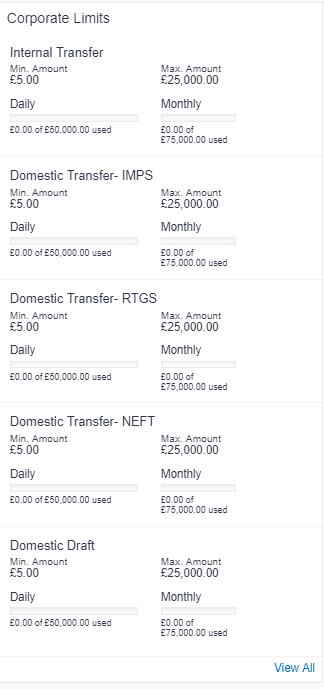 Corporate Limits
Internal Transfer
Min. Amount Max. Amount
£5.00 £25,000.00
Daily Monthly
£0.00 of £50,000.00 used £0.00 of
£75,000.00 used
Domestic Transfer- IMPS
Min. Amount Max. Amount
£5.00 £25,000.00
Daily Monthly
£0.00 of £50,000.00 used £0.00 of
£75,000.00 used
Domestic Transfer- RTGS
Min. Amount Max. Amount
£5.00 £25,000.00
Daily Monthly
£0.00 of £50,000.00 used £0.00 of
£75,000.00 used
Domestic Transfer- NEFT
Min. Amount Max. Amount
£5.00 £25,000.00
Daily Monthly
£0.00 of £50,000.00 used £0.00 of
£75,000.00 used
Domestic Draft
Min. Amount Max. Amount
£5.00 £25,000.00
Daily Monthly
£0.00 of £50,000.00 used £0.00 of
£75,000.00 used
View All